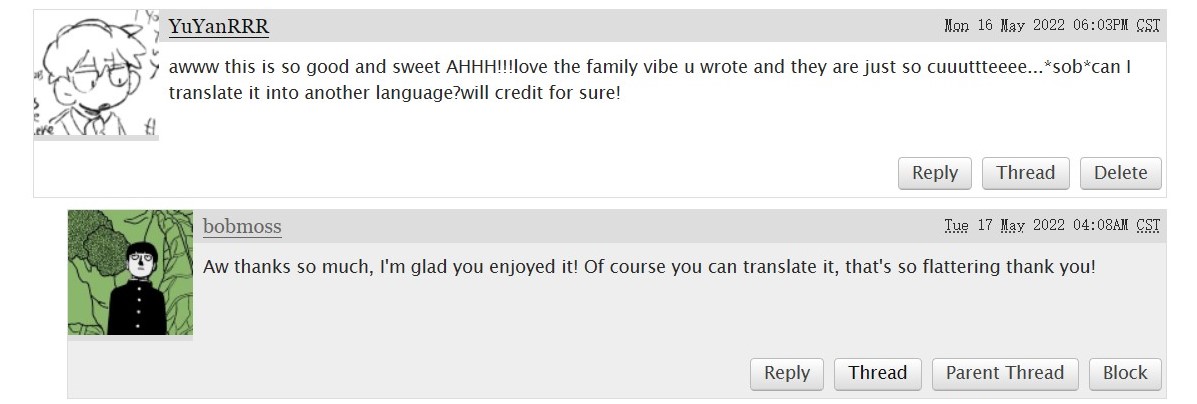 YuYanRRR
Mon 16 May 2022 06:03PM CST
awww this is so good and sweet AHHH!!!love the family vibe u wrote and they are just so cuuuttteeee...*sob*can I
translate it into another language?will credit for sure!
Reply Thread Delete
bobmoss
Tue 17 May 2022 04:08AM CST
Aw thanks so much, I'm glad you enjoyed it! Of course you can translate it, that's so flattering thank you!
Reply Thread Parent Thread Block